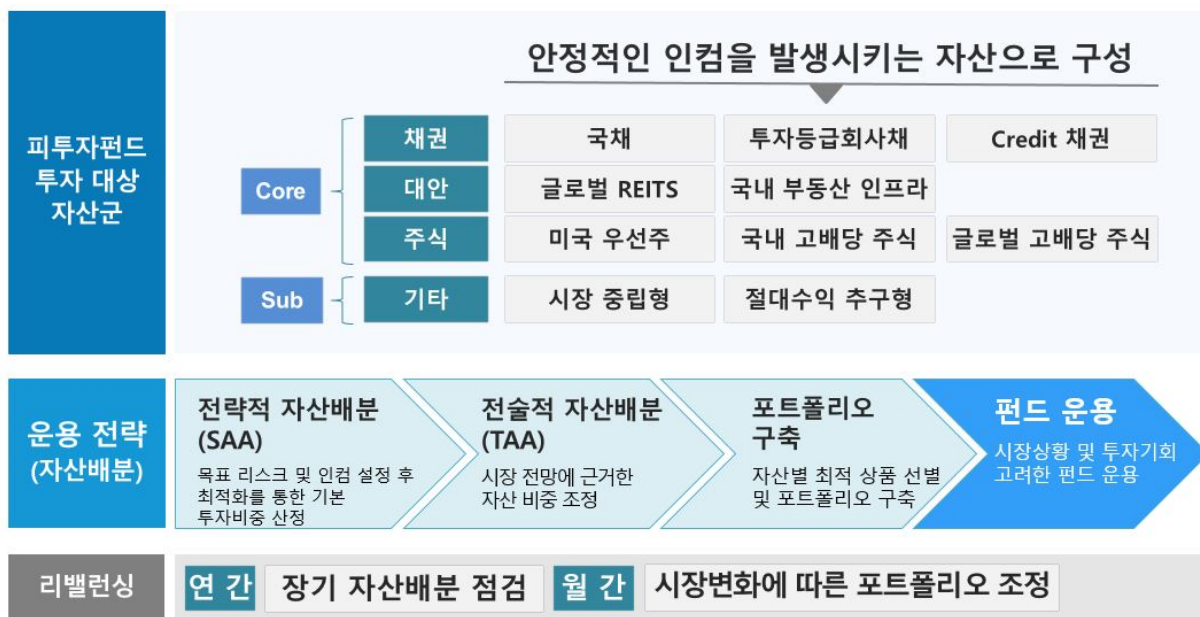 안정적인 인컴을 발생시키는 자산으로 구성
피투자펀드
투자 대상
자산군
Core
채권
국채
투자등급회사채
Credit 채권
대안
글로벌 REITS
국내 부동산 인프라
주식
미국 우선주
국내 고배당 주식
글로벌 고배당 주식
Sub
기타
시장 중립형
절대수익 추구형
운용 전략
(자산배분)
전략적 자산배분
(SAA)
목표 리스크 및 인컴 설정 후
최적화를 통한 기본
투자비중 산정
전술적 자산배분
(TAA)
시장 전망에 근거한
자산 비중 조정
포트폴리오
구축
자산별 최적 상품 선별
및 포트폴리오 구축
펀드 운용
시장상황 및 투자기회
고려한 펀드 운용
리밸런싱
연 간
장기 자산배분 점검
월 간
시장변화에 따른 포트폴리오 조정